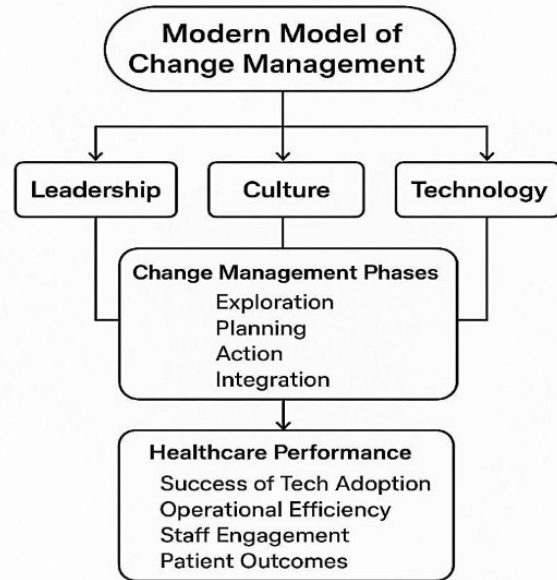 Modern Model of
Change Management
Leadership
Culture
Technology
Change Management Phases
Exploration
Planning
Action
Integration
Healthcare Performance
Success of Tech Adoption
Operational Efficiency
Staff Engagement
Patient Outcomes